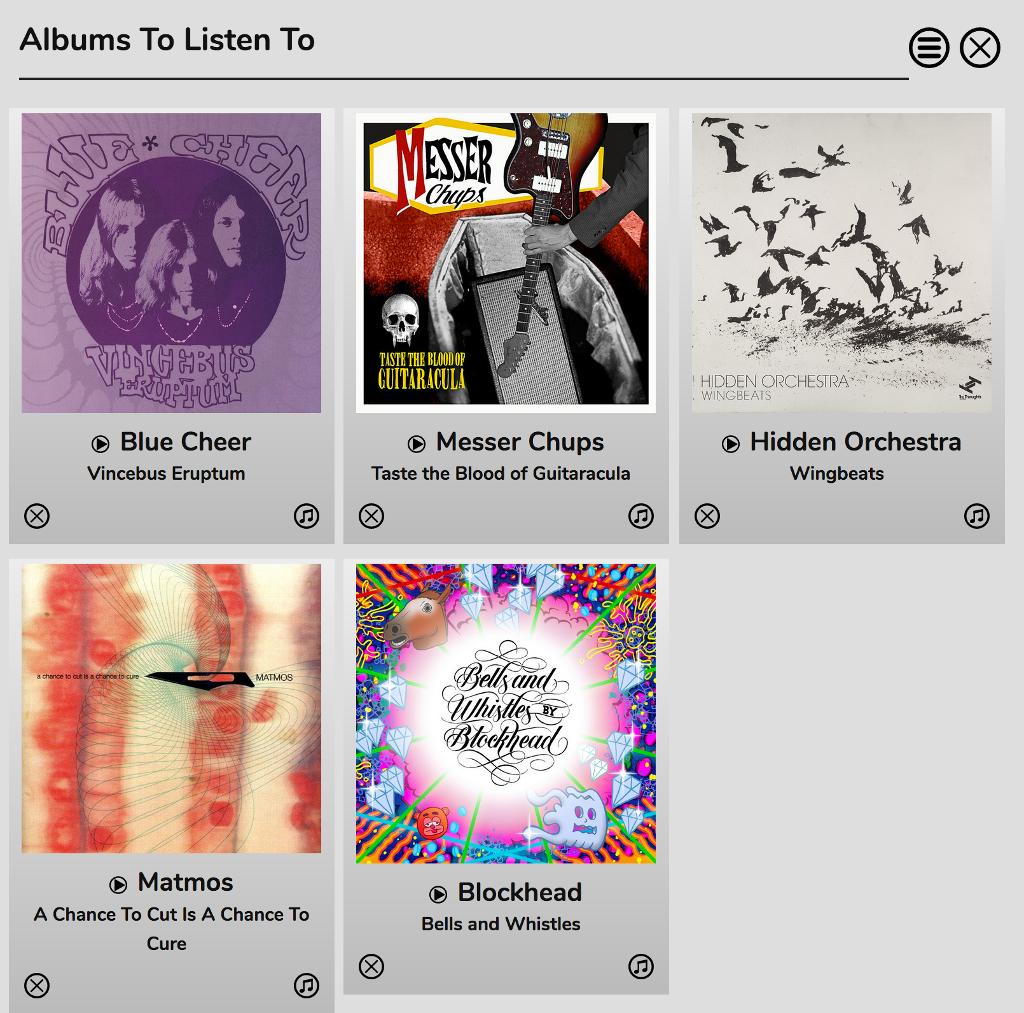 Albums To Listen To
BLUE * CHEER
VINCEBUS
ERUPTUM
Blue Cheer
Vincebus Eruptum
MESSER
Chups
TASTE THE BLOOD OF
GUITARACULA
Messer Chups
Taste the Blood of Guitaracula
HIDDEN ORCHESTRA
WINGBEATS
Tru Thoughts
Hidden Orchestra
Wingbeats
a chance to cut is a chance to cure
MATMOS
Matmos
A Chance To Cut Is A Chance To
Cure
Bells and
Whistles BY
Blockhead
Blockhead
Bells and Whistles